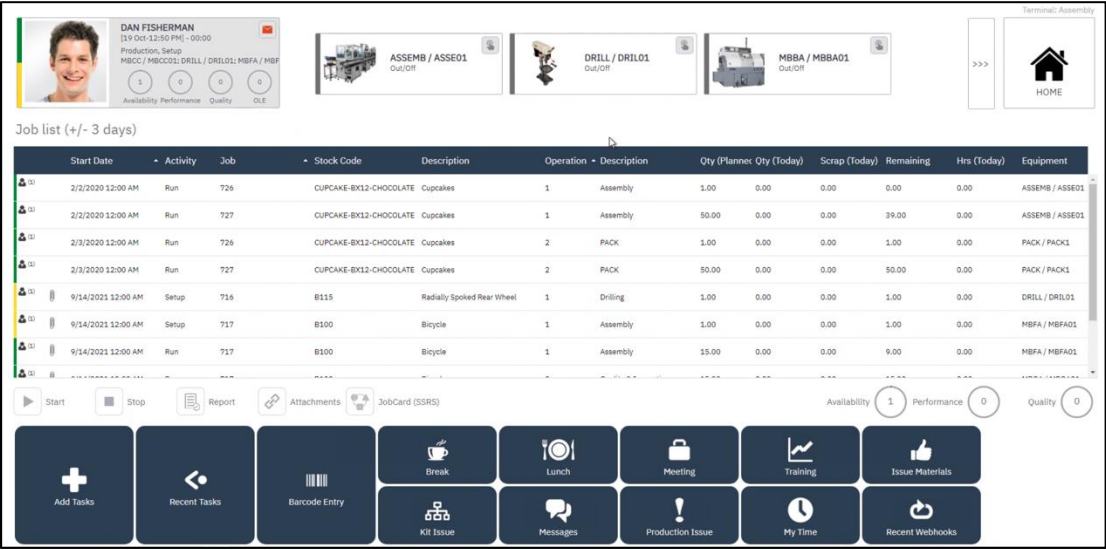 Terminal: Assembly
DAN FISHERMAN
[19 Oct-12:50 PM] - 00:00
Production, Setup
MBCC / MBCC01; DRILL / DRIL01; MBFA / MBF
1 0 0 0
Availability Performance Quality OLE
ASSEMB / ASSE01
Out/Off
DRILL / DRIL01
Out/Off
MBBA / MBBA01
Out/Off
>>>
HOME
Job list (+/- 3 days)
Start Date Activity Job Stock Code Description Operation Description Qty (Planned Qty (Today) Scrap (Today) Remaining Hrs (Today) Equipment
(1) 2/2/2020 12:00 AM Run 726 CUPCAKE-BX12-CHOCOLATE Cupcakes 1 Assembly 1.00 0.00 0.00 0.00 0.00 ASSEMB / ASSE01
(1) 2/2/2020 12:00 AM Run 727 CUPCAKE-BX12-CHOCOLATE Cupcakes 1 Assembly 50.00 0.00 0.00 39.00 0.00 ASSEMB / ASSE01
(1) 2/3/2020 12:00 AM Run 726 CUPCAKE-BX12-CHOCOLATE Cupcakes 2 PACK 1.00 0.00 0.00 1.00 0.00 PACK / PACK1
(1) 2/3/2020 12:00 AM Run 727 CUPCAKE-BX12-CHOCOLATE Cupcakes 2 PACK 50.00 0.00 0.00 50.00 0.00 PACK / PACK1
(1) 9/14/2021 12:00 AM Setup 716 B115 Radially Spoked Rear Wheel 1 Drilling 1.00 0.00 0.00 1.00 0.00 DRILL / DRIL01
(1) 9/14/2021 12:00 AM Setup 717 B100 Bicycle 1 Assembly 1.00 0.00 0.00 1.00 0.00 MBFA / MBFA01
(1) 9/14/2021 12:00 AM Run 717 B100 Bicycle 1 Assembly 15.00 0.00 0.00 9.00 0.00 MBFA / MBFA01
(1)
Start Stop Report Attachments JobCard (SSRS) Availability 1 Performance 0 Quality 0
Add Tasks
Recent Tasks
Barcode Entry
Break
Lunch
Meeting
Training
Issue Materials
Kit Issue
Messages
Production Issue
My Time
Recent Webhooks